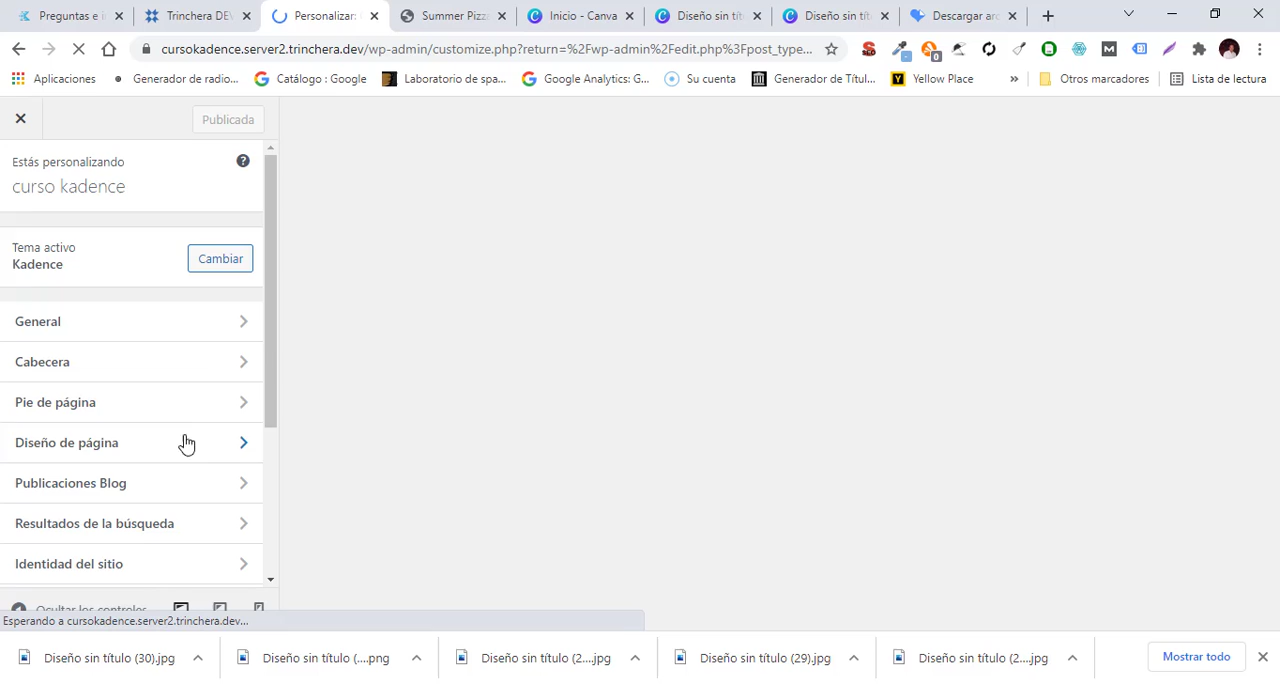 Preguntas e i
Trinchera DEV
Personalizar:
Summer Pizza
Inicio - Canva
Diseño sin tít
Diseño sin tít
Descargar arc
cursokadence.server2.trinchera.dev/wp-admin/customize.php?return=%2Fwp-admin%2Fedit.php%3Fpost_type...
Aplicaciones
Generador de radio...
Catálogo : Google
Laboratorio de spa...
Google Analytics: G...
Su cuenta
Generador de Títul...
Yellow Place
»
Otros marcadores
Lista de lectura
Publicada
Estás personalizando
curso kadence
Tema activo
Kadence
Cambiar
General
Cabecera
Pie de página
Diseño de página
Publicaciones Blog
Resultados de la búsqueda
Identidad del sitio
Ocultar los controles
Esperando a cursokadence.server2.trinchera.dev...
Diseño sin título (30).jpg
Diseño sin título (....png
Diseño sin título (2....jpg
Diseño sin título (29).jpg
Diseño sin título (2....jpg
Mostrar todo